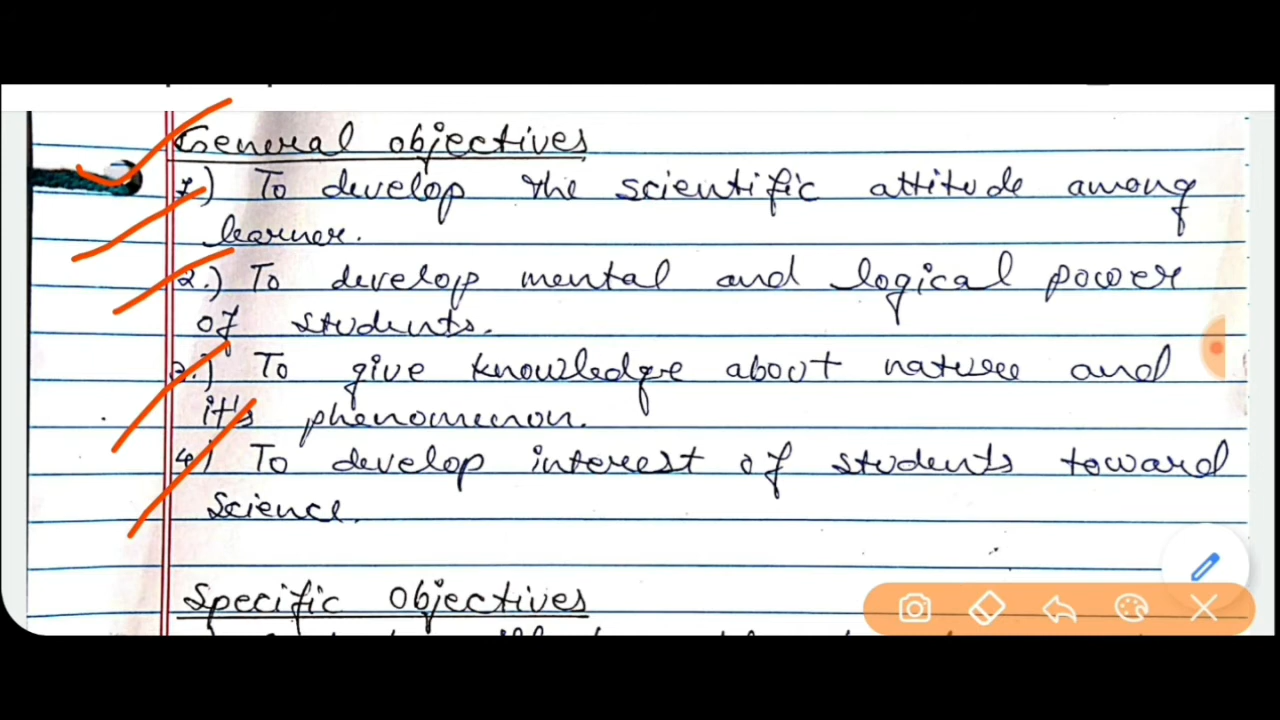 General objectives
1.) To develop the scientific attitude among
learner.
2.) To develop mental and logical power
of students.
3.) To give knowledge about nature and
it's phenomenon.
4.) To develop interest of students toward
Science.
Specific Objectives